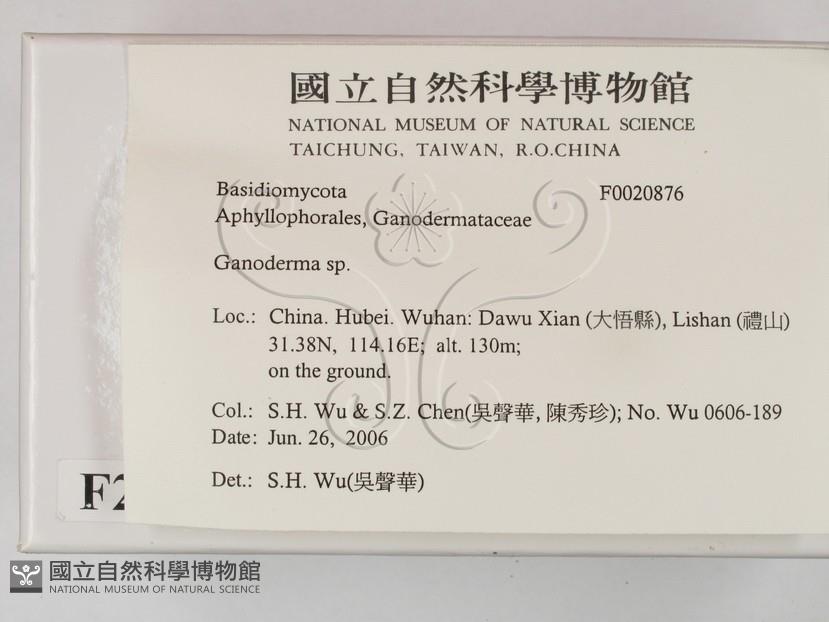 國立自然科學博物館
NATIONAL MUSEUM OF NATURAL SCIENCE
TAICHUNG, TAIWAN, R.O.CHINA
Basidiomycota F0020876
Aphyllophorales, Ganodermataceae
Ganoderma sp.
Loc.: China. Hubei. Wuhan: Dawu Xian (大悟縣), Lishan (禮山)
31.38N, 114.16E; alt. 130m;
on the ground.
Col.: S.H. Wu & S.Z. Chen(吳聲華, 陳秀珍); No. Wu 0606-189
Date: Jun. 26, 2006
Det.: S.H. Wu(吳聲華)
F2
國立自然科學博物館
NATIONAL MUSEUM OF NATURAL SCIENCE